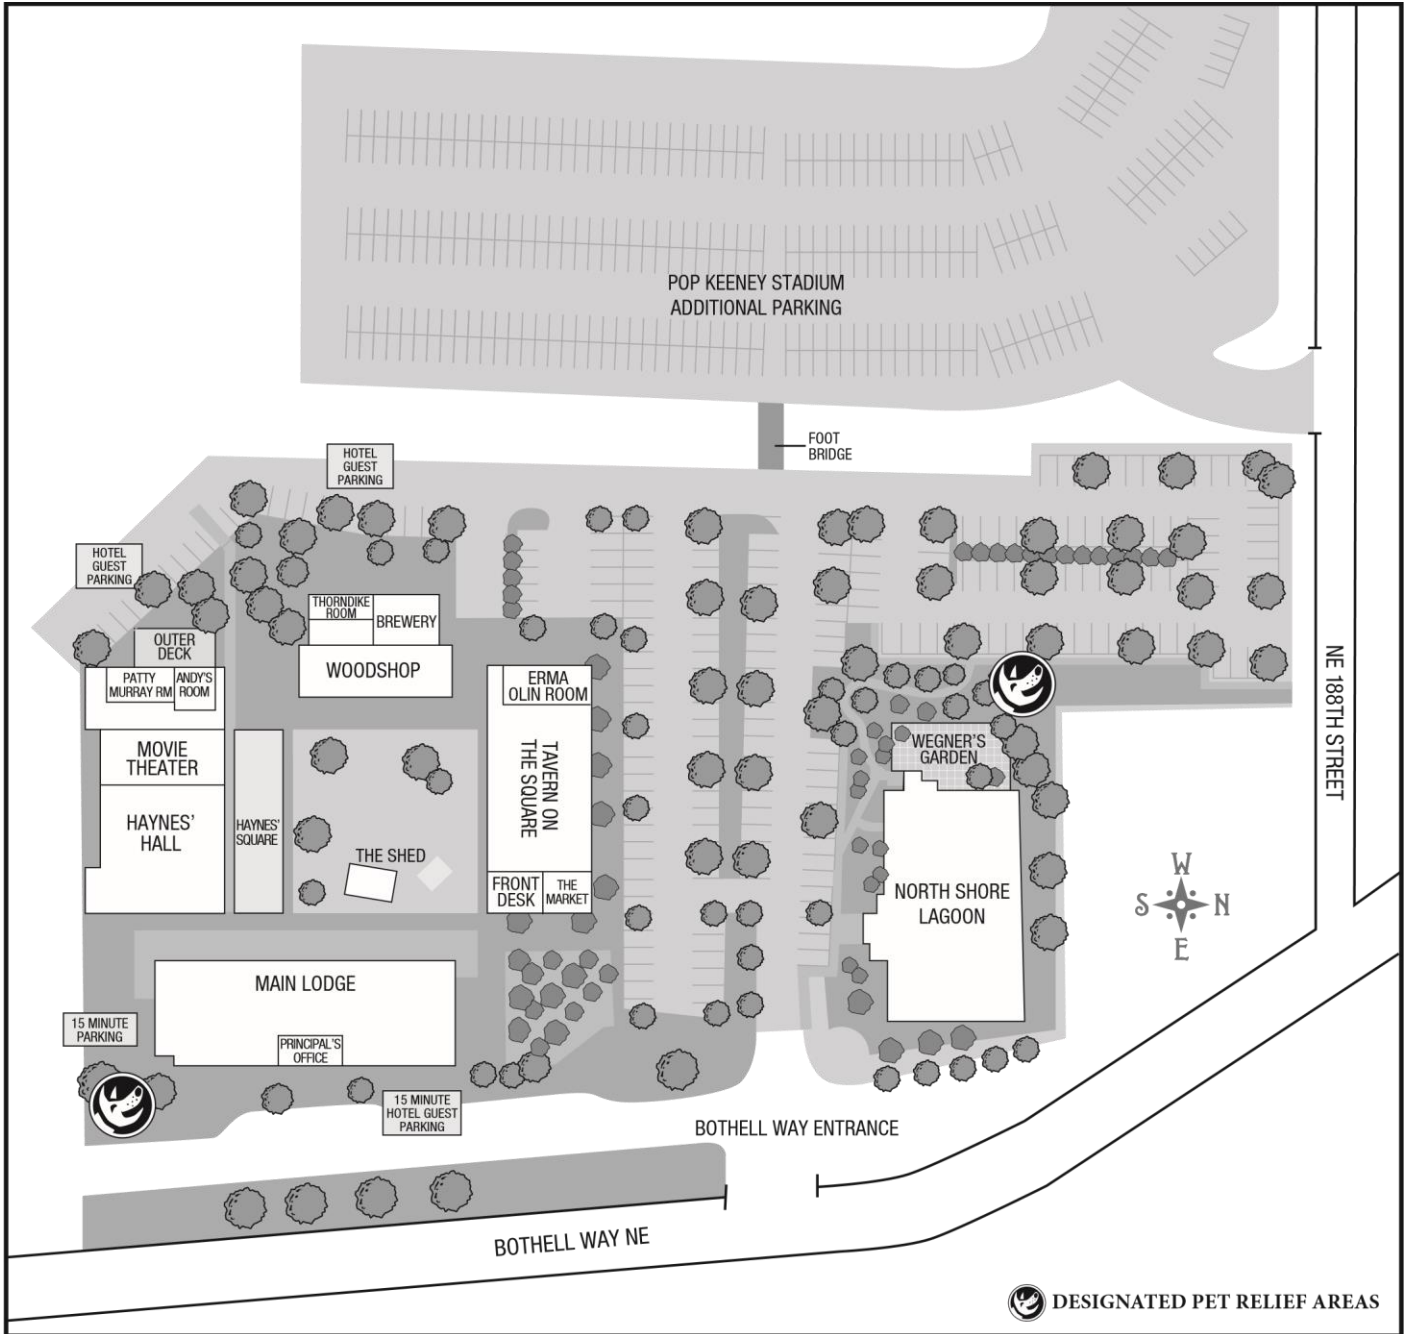 POP KEENEY STADIUM
ADDITIONAL PARKING
FOOT
BRIDGE
HOTEL
GUEST
PARKING
HOTEL
GUEST
PARKING
THORNDIKE
ROOM
BREWERY
WOODSHOP
OUTER
DECK
PATTY
MURRAY RM
ANDY'S
ROOM
MOVIE
THEATER
HAYNES'
HALL
HAYNES'
SQUARE
THE SHED
ERMA
OLIN ROOM
TAVERN ON
THE SQUARE
FRONT
DESK
THE
MARKET
WEGNER'S
GARDEN
NORTH SHORE
LAGOON
NE 188TH STREET
W
S
N
E
MAIN LODGE
PRINCIPAL'S
OFFICE
15 MINUTE
PARKING
15 MINUTE
HOTEL GUEST
PARKING
BOTHELL WAY ENTRANCE
BOTHELL WAY NE
DESIGNATED PET RELIEF AREAS